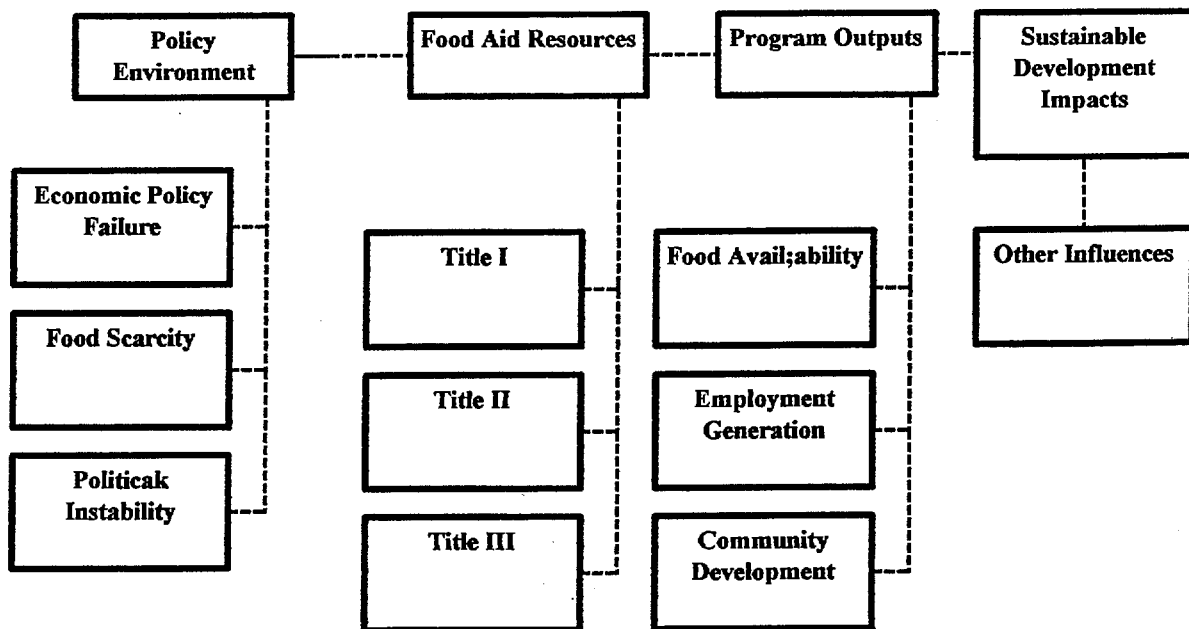 Policy
Environment
Food Aid Resources
Program Outputs
Sustainable
Development
Impacts
Economic Policy
Failure
Food Scarcity
Politicak
Instability
Title I
Title II
Title III
Food Avail;ability
Employment
Generation
Community
Development
Other Influences